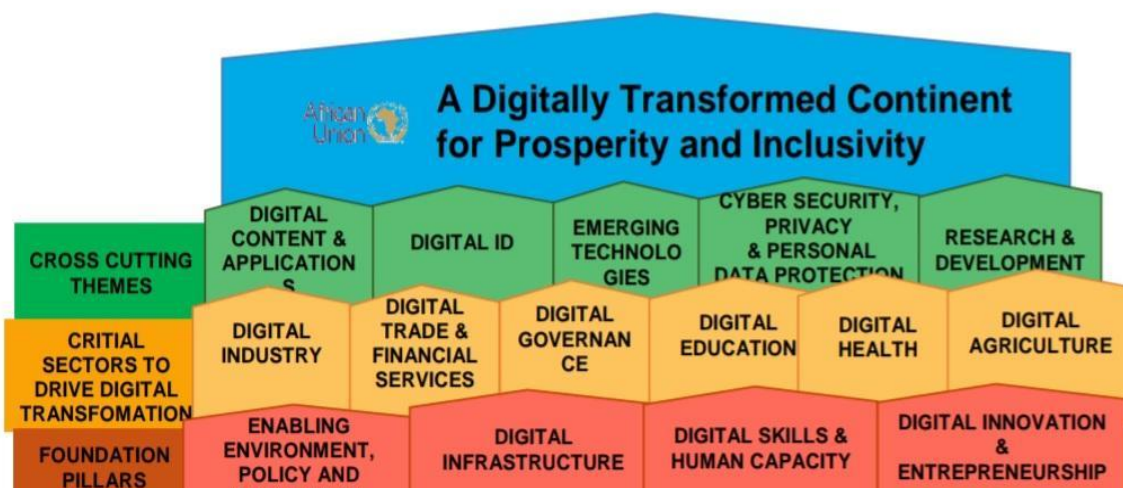 African
Union
A Digitally Transformed Continent
for Prosperity and Inclusivity
CROSS CUTTING
THEMES
DIGITAL
CONTENT &
APPLICATION
S
DIGITAL ID
EMERGING
TECHNOLO
GIES
CYBER SECURITY,
PRIVACY
& PERSONAL
DATA PROTECTION
RESEARCH &
DEVELOPMENT
CRITIAL
SECTORS TO
DRIVE DIGITAL
TRANSFOMATION
DIGITAL
INDUSTRY
DIGITAL
TRADE &
FINANCIAL
SERVICES
DIGITAL
GOVERNAN
CE
DIGITAL
EDUCATION
DIGITAL
HEALTH
DIGITAL
AGRICULTURE
FOUNDATION
PILLARS
ENABLING
ENVIRONMENT,
POLICY AND
DIGITAL
INFRASTRUCTURE
DIGITAL SKILLS &
HUMAN CAPACITY
DIGITAL INNOVATION
&
ENTREPRENEURSHIP